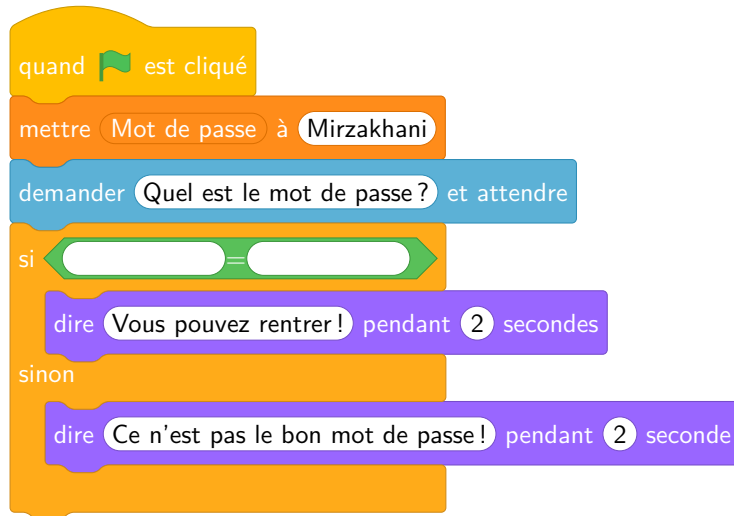 quand est cliqué
mettre Mot de passe à Mirzakhani
demander Quel est le mot de passe ? et attendre
si =
dire Vous pouvez rentrer ! pendant 2 secondes
sinon
dire Ce n'est pas le bon mot de passe ! pendant 2 seconde